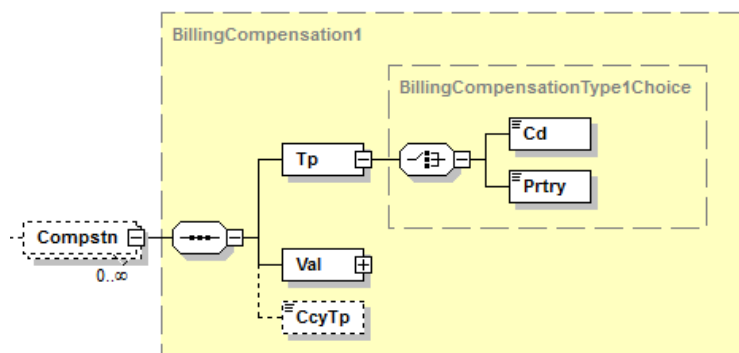 BillingCompensation1
BillingCompensationType1Choice
Cd
Tp
Prtry
Compstn
0..∞
Val
CcyTp